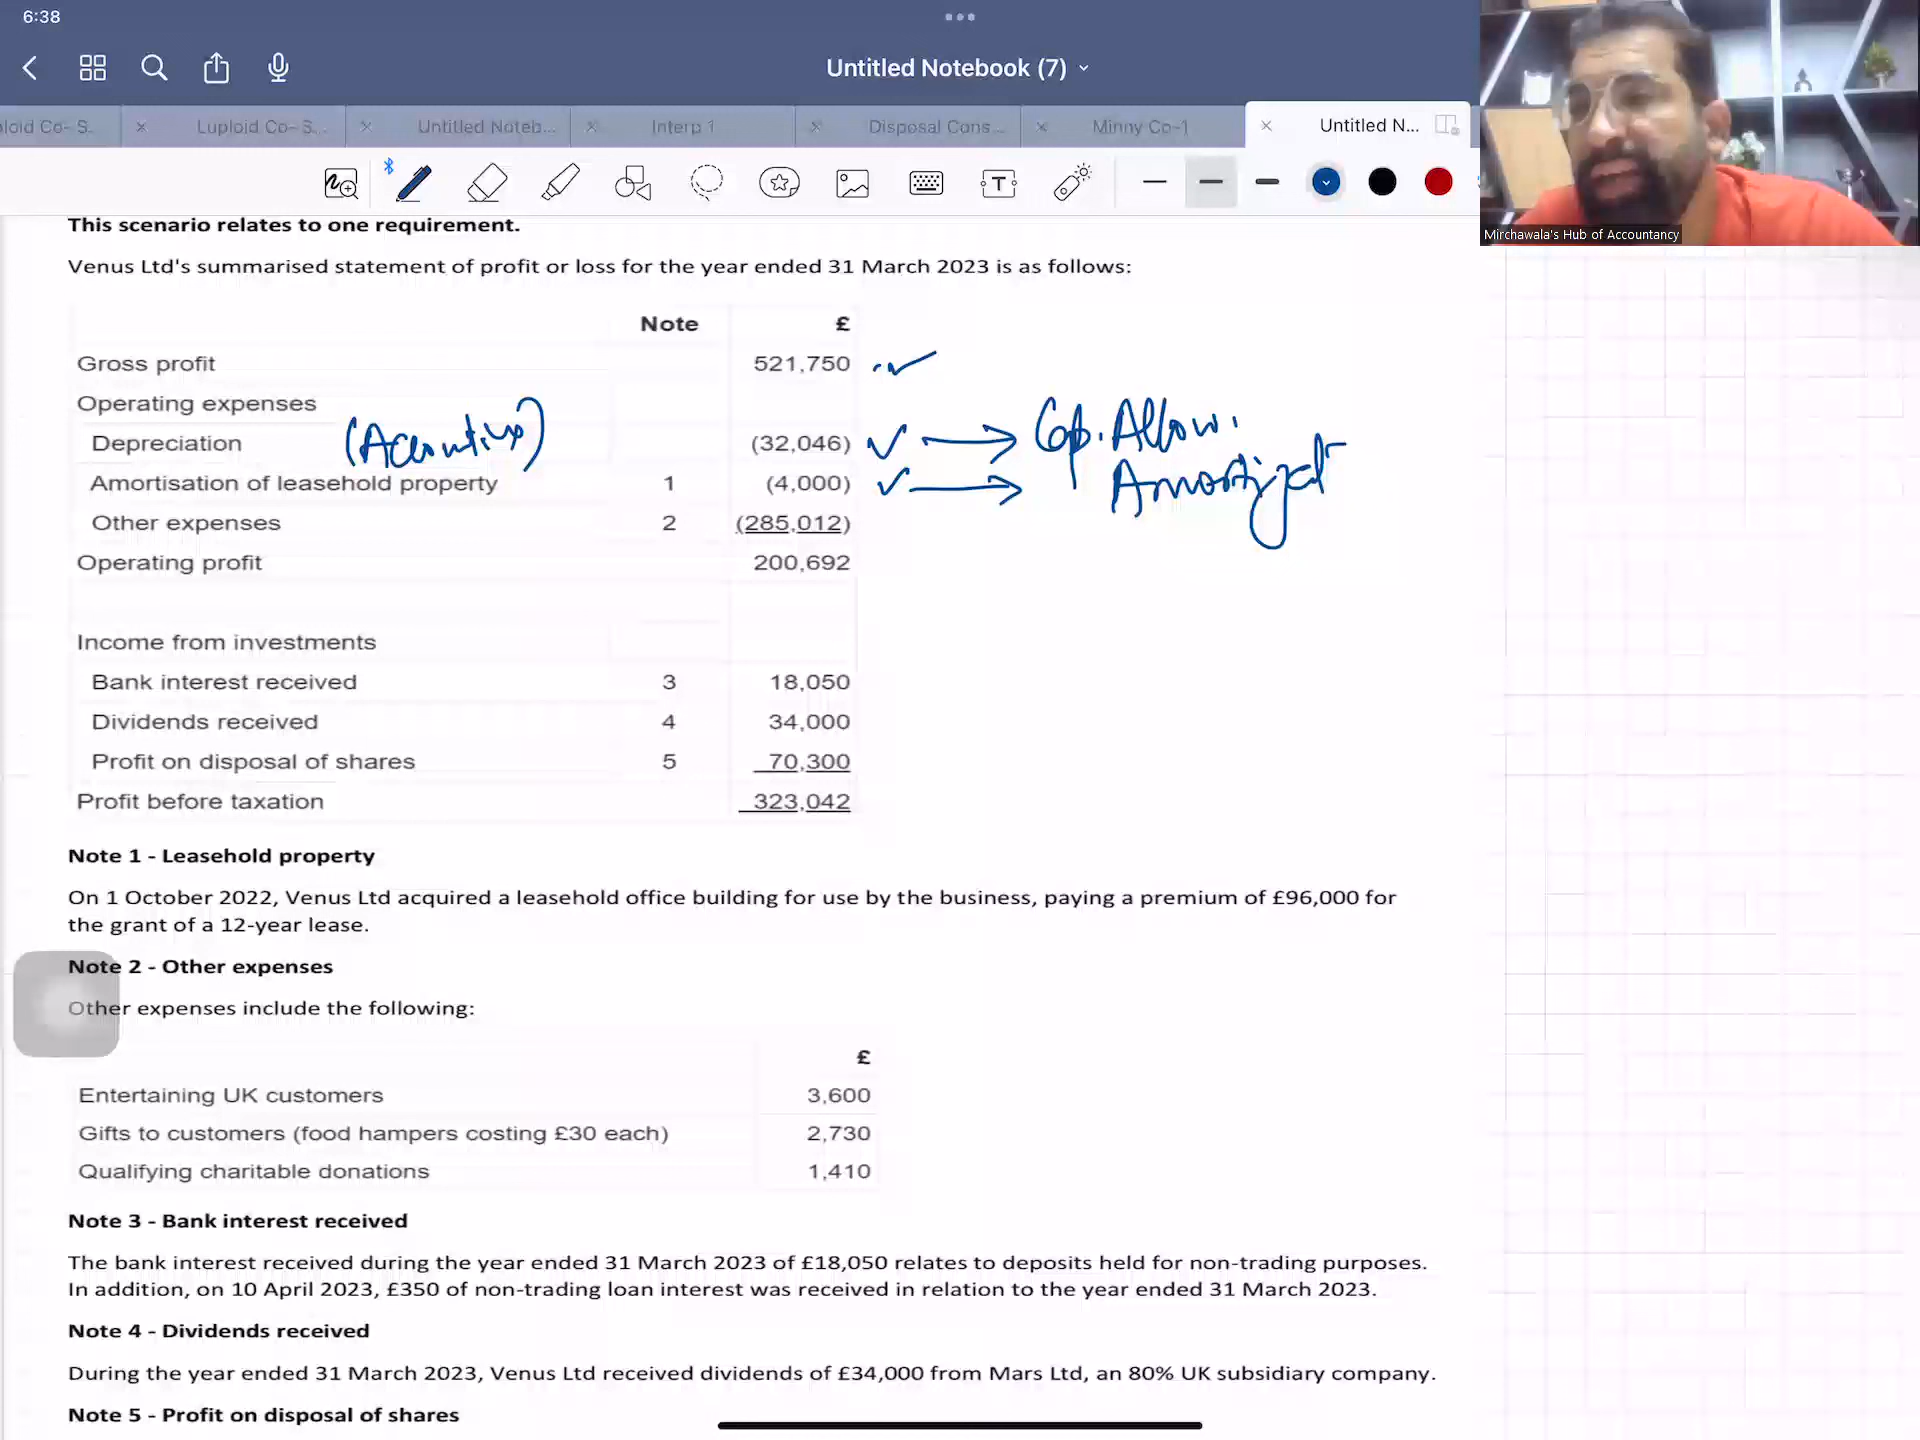 6:38
Untitled Notebook (7)
loid Co- S... Luploid Co- S... Untitled Noteb... Interp 1 Disposal Cons... Minny Co-1 Untitled N...
T
Mirchawala's Hub of Accountancy
This scenario relates to one requirement.
Venus Ltd's summarised statement of profit or loss for the year ended 31 March 2023 is as follows:
Note £
Gross profit 521,750
Operating expenses
Depreciation (32,046) Cap. Allow.
Amortisation of leasehold property 1 (4,000)
Other expenses 2 (285,012)
Operating profit 200,692
Income from investments
Bank interest received 3 18,050
Dividends received 4 34,000
Profit on disposal of shares 5 70,300
Profit before taxation 323,042
Note 1 - Leasehold property
On 1 October 2022, Venus Ltd acquired a leasehold office building for use by the business, paying a premium of £96,000 for
the grant of a 12-year lease.
Note 2 - Other expenses
Other expenses include the following:
£
Entertaining UK customers 3,600
Gifts to customers (food hampers costing £30 each) 2,730
Qualifying charitable donations 1,410
Note 3 - Bank interest received
The bank interest received during the year ended 31 March 2023 of £18,050 relates to deposits held for non-trading purposes.
In addition, on 10 April 2023, £350 of non-trading loan interest was received in relation to the year ended 31 March 2023.
Note 4 - Dividends received
During the year ended 31 March 2023, Venus Ltd received dividends of £34,000 from Mars Ltd, an 80% UK subsidiary company.
Note 5 - Profit on disposal of shares